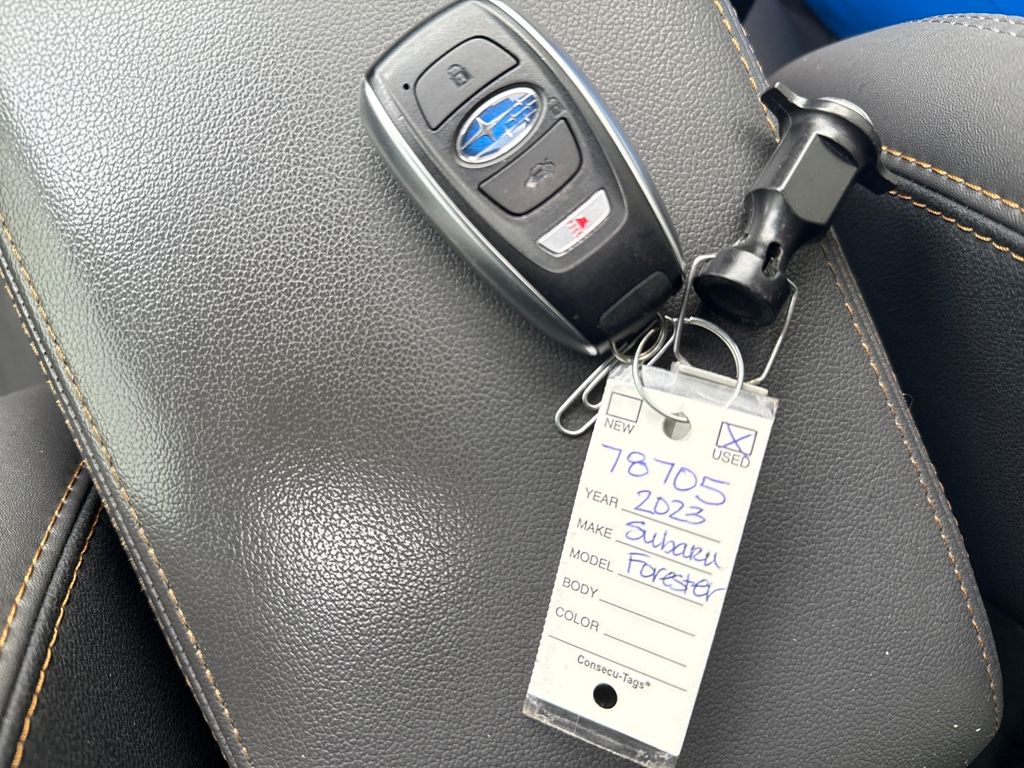 NEW
USED
78705
YEAR 2023
MAKE Subaru
MODEL Forester
BODY
COLOR
Consecu-Tags®